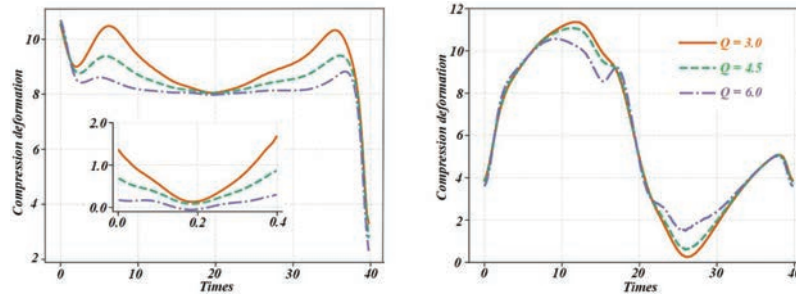 Compression deformation
10
8
6
4
2
2.0
1.0
0.0
0.0 0.2 0.4
0 10 20 30 40
Times
Compression deformation
12
10
8
6
4
2
0
Q = 3.0
Q = 4.5
Q = 6.0
0 10 20 30 40
Times